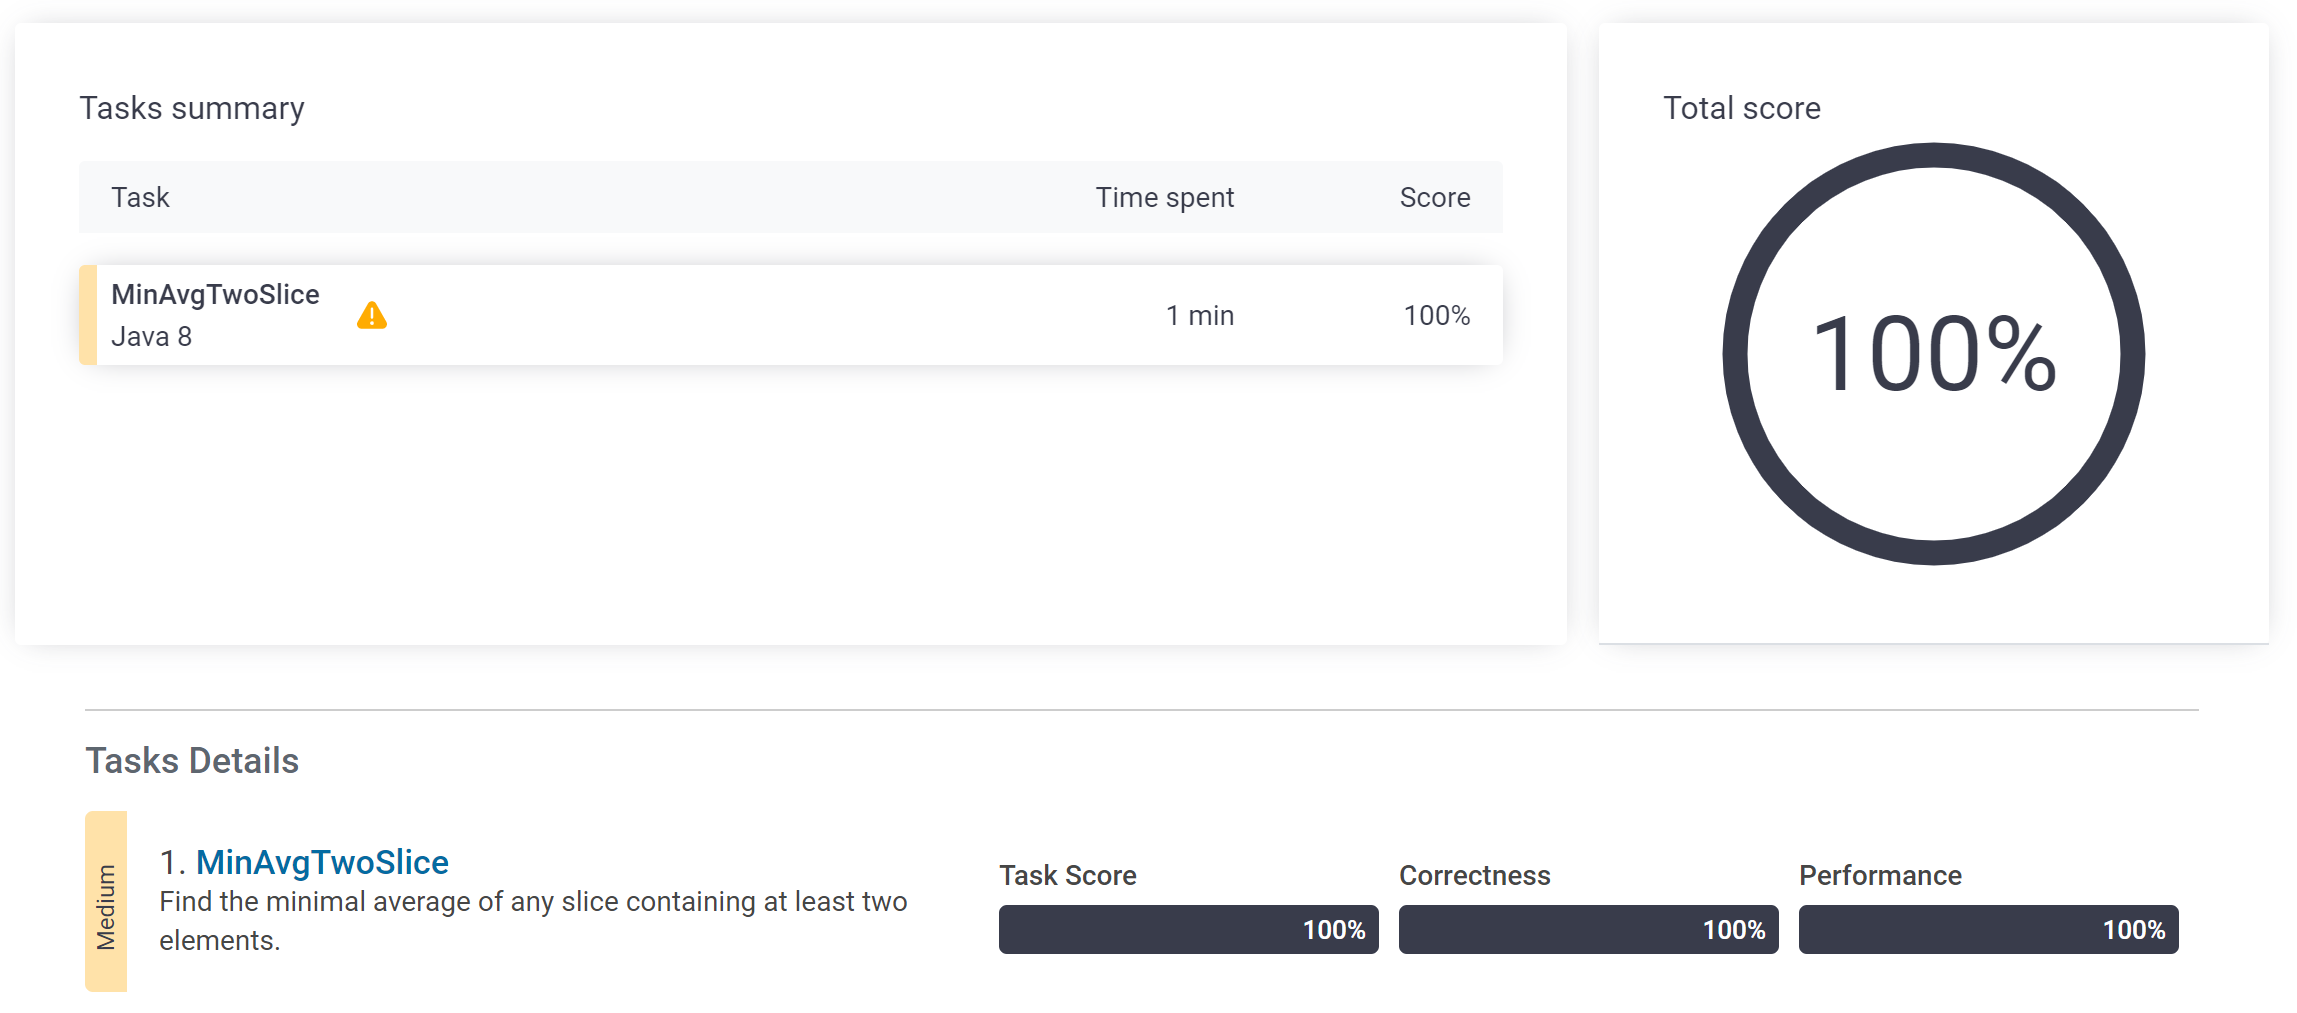 Tasks summary
Task Time spent Score
MinAvgTwoSlice
Java 8
1 min 100%
Total score
100%
Tasks Details
Medium
1. MinAvgTwoSlice
Find the minimal average of any slice containing at least two
elements.
Task Score
100%
Correctness
100%
Performance
100%